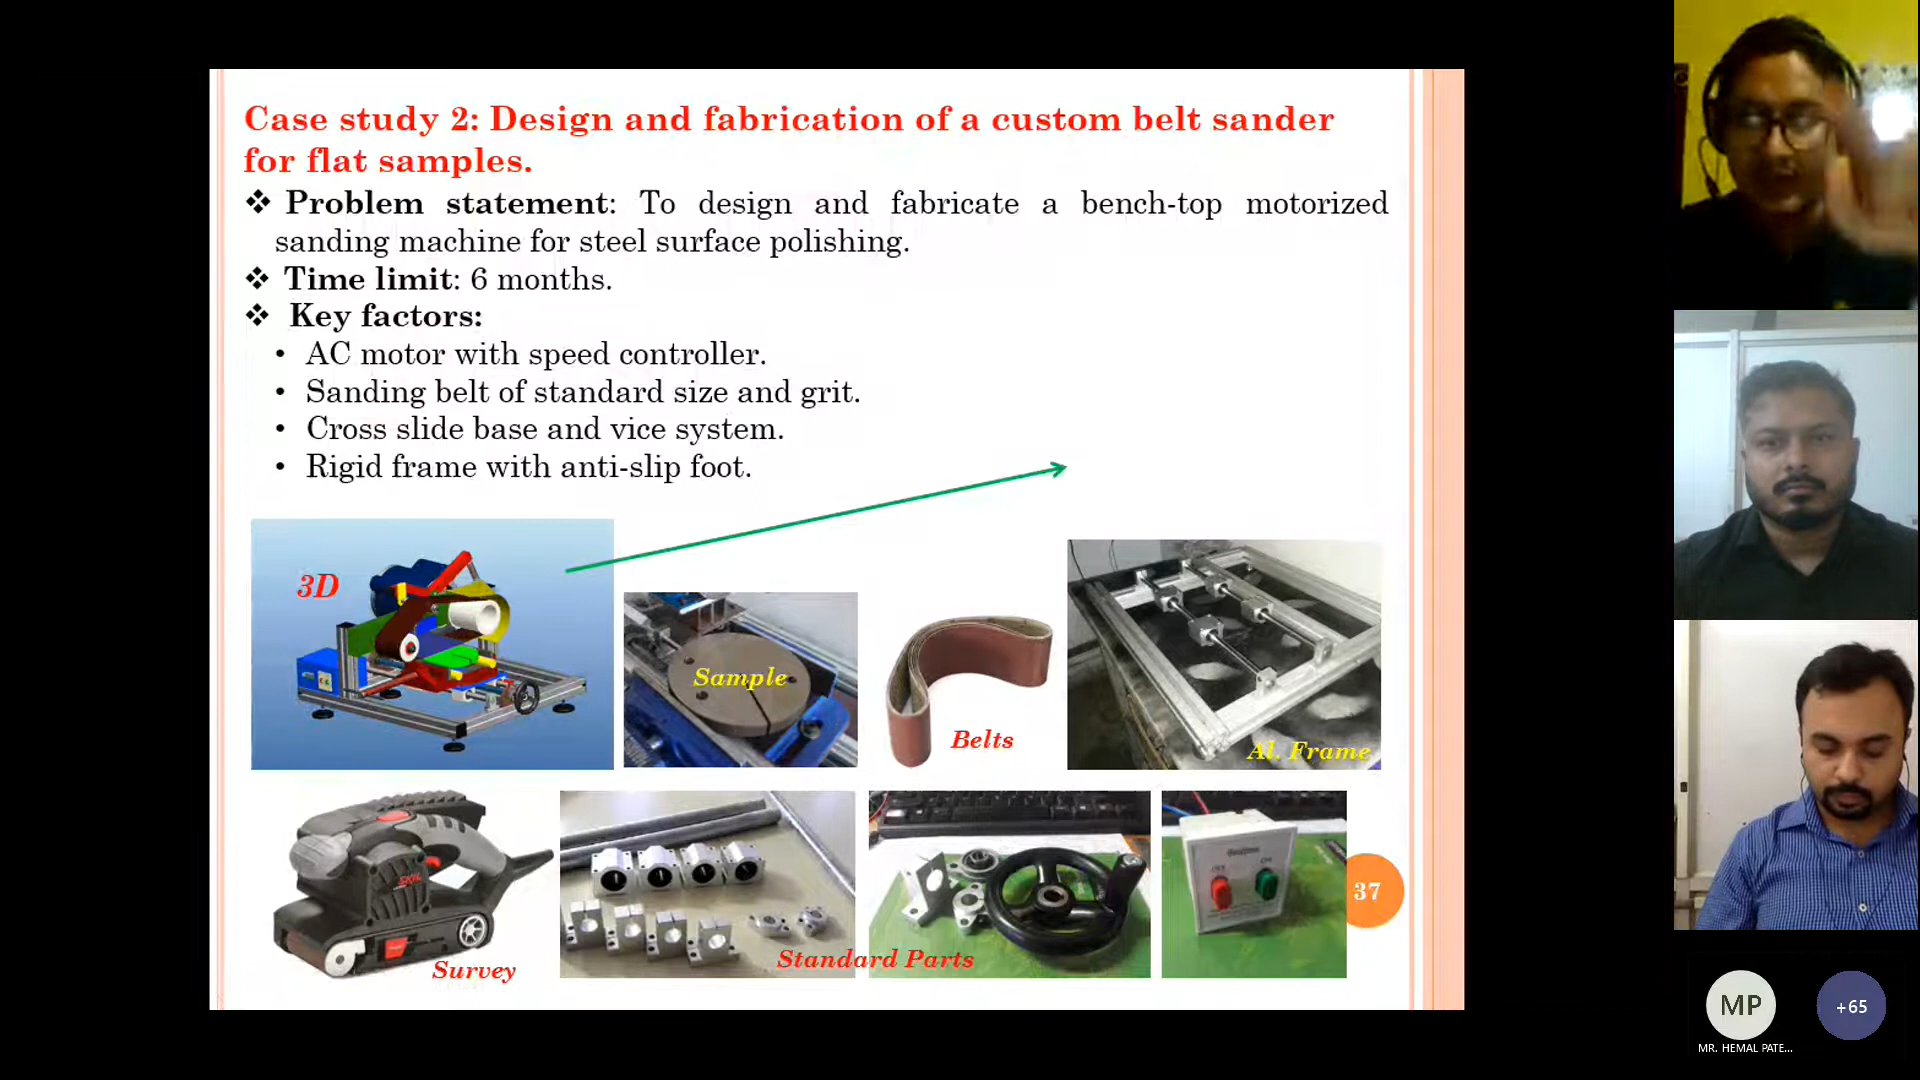 Case study 2: Design and fabrication of a custom belt sander
for flat samples.
❖ Problem statement: To design and fabricate a bench-top motorized
sanding machine for steel surface polishing.
❖ Time limit: 6 months.
❖ Key factors:
• AC motor with speed controller.
• Sanding belt of standard size and grit.
• Cross slide base and vice system.
• Rigid frame with anti-slip foot.
3D
Sample
Belts
Al. Frame
SKIL
Survey
Standard Parts
OFF
ON
37
MP
+65
MR. HEMAL PATE...